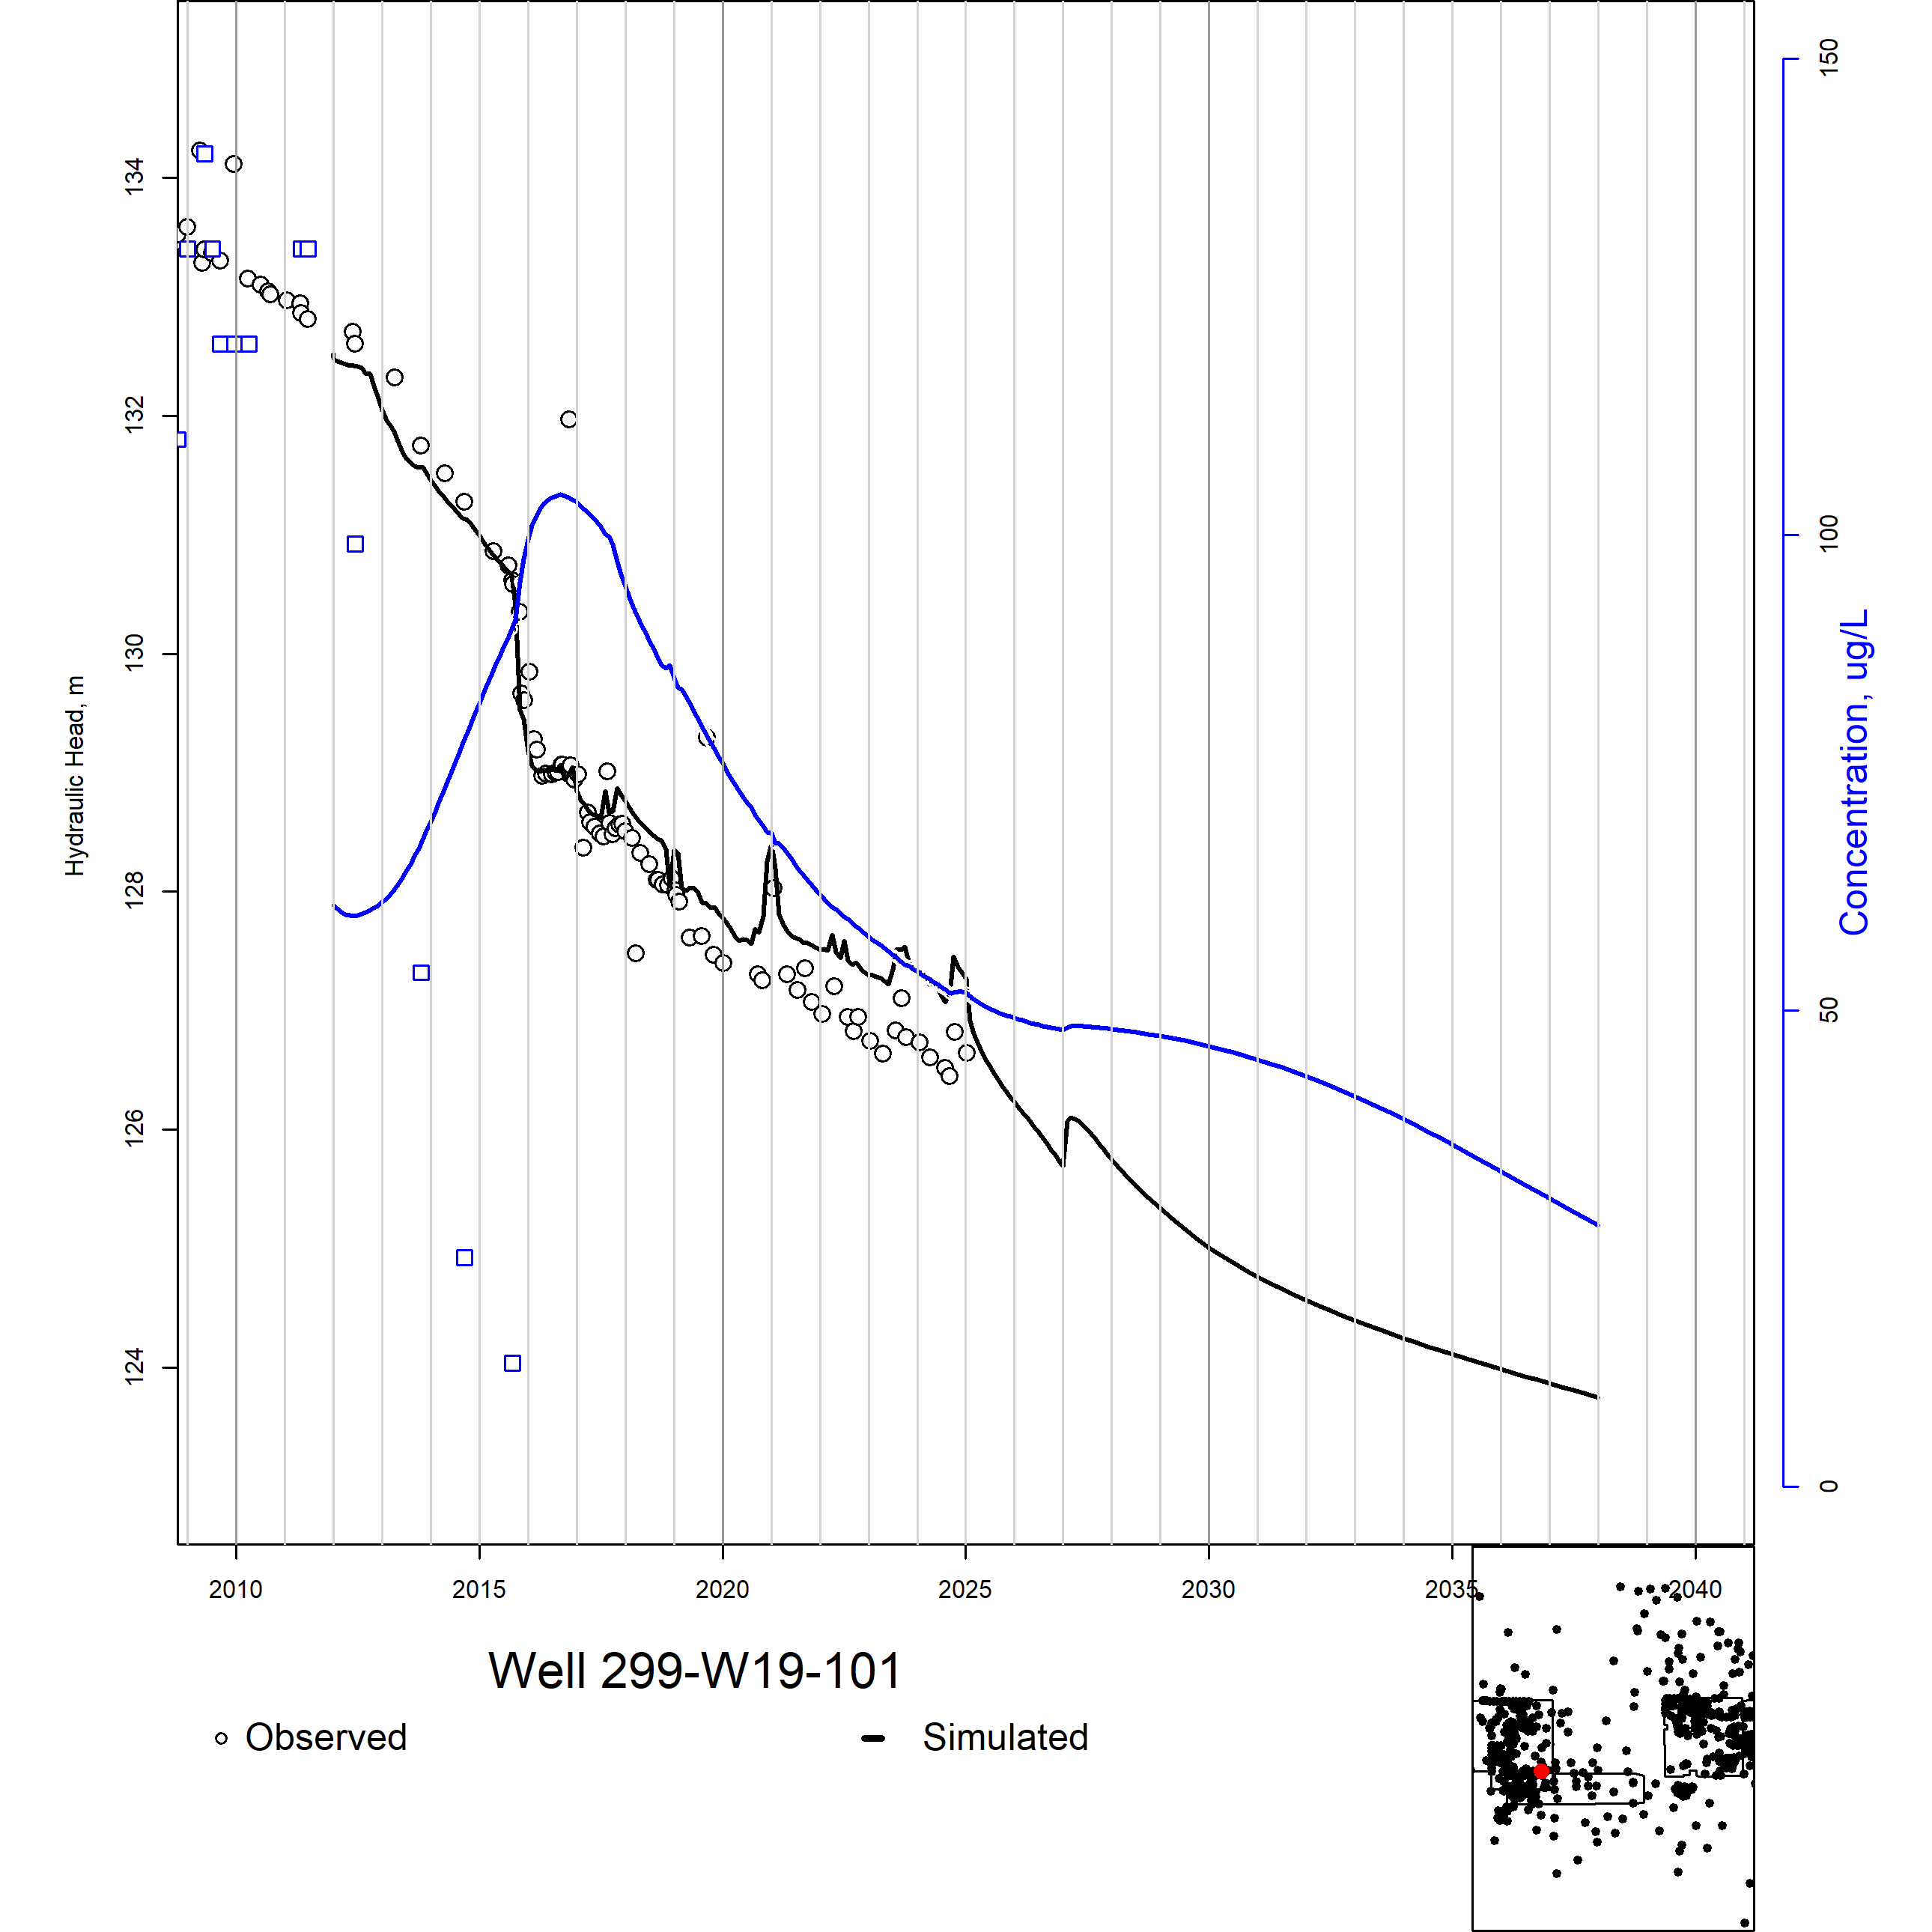 134
132
130
128
126
124
Hydraulic Head, m
150
100
50
0
Concentration, ug/L
2010 2015 2020 2025 2030 2035 2040
Well 299-W19-101
Observed Simulated